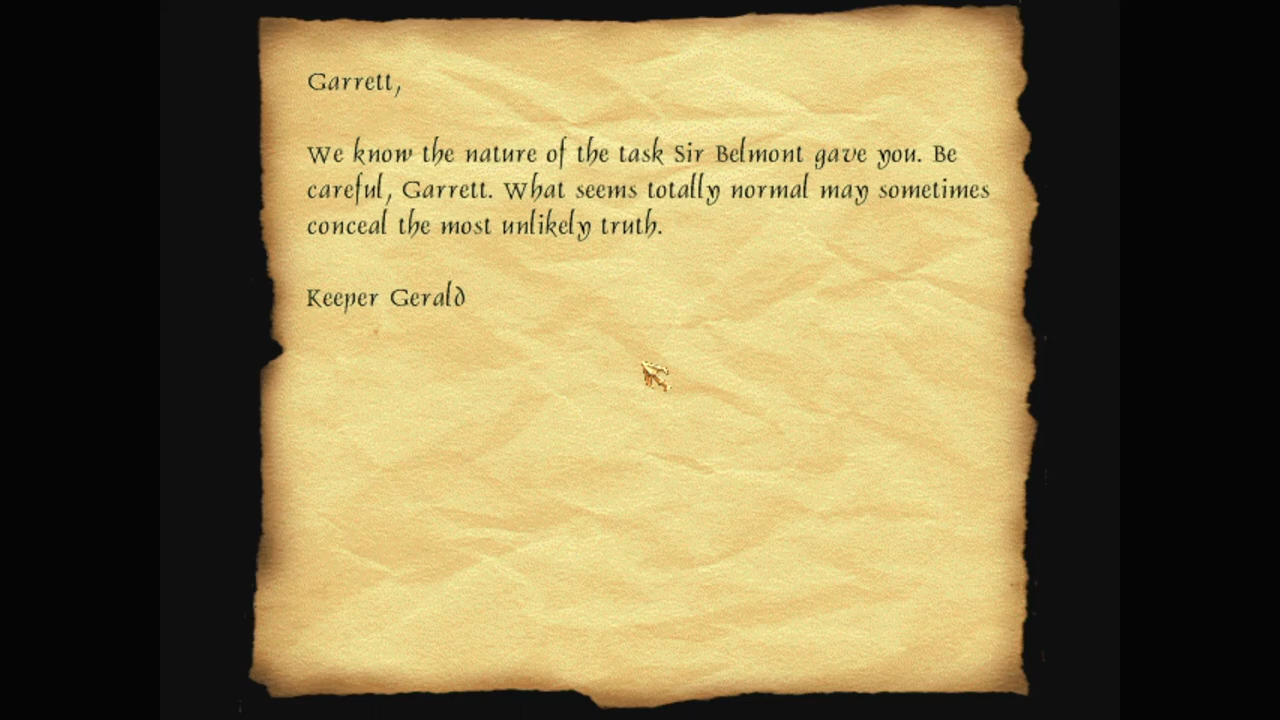 Garrett,
We know the nature of the task Sir Belmont gave you. Be
careful, Garrett. What seems totally normal may sometimes
conceal the most unlikely truth.
Keeper Gerald